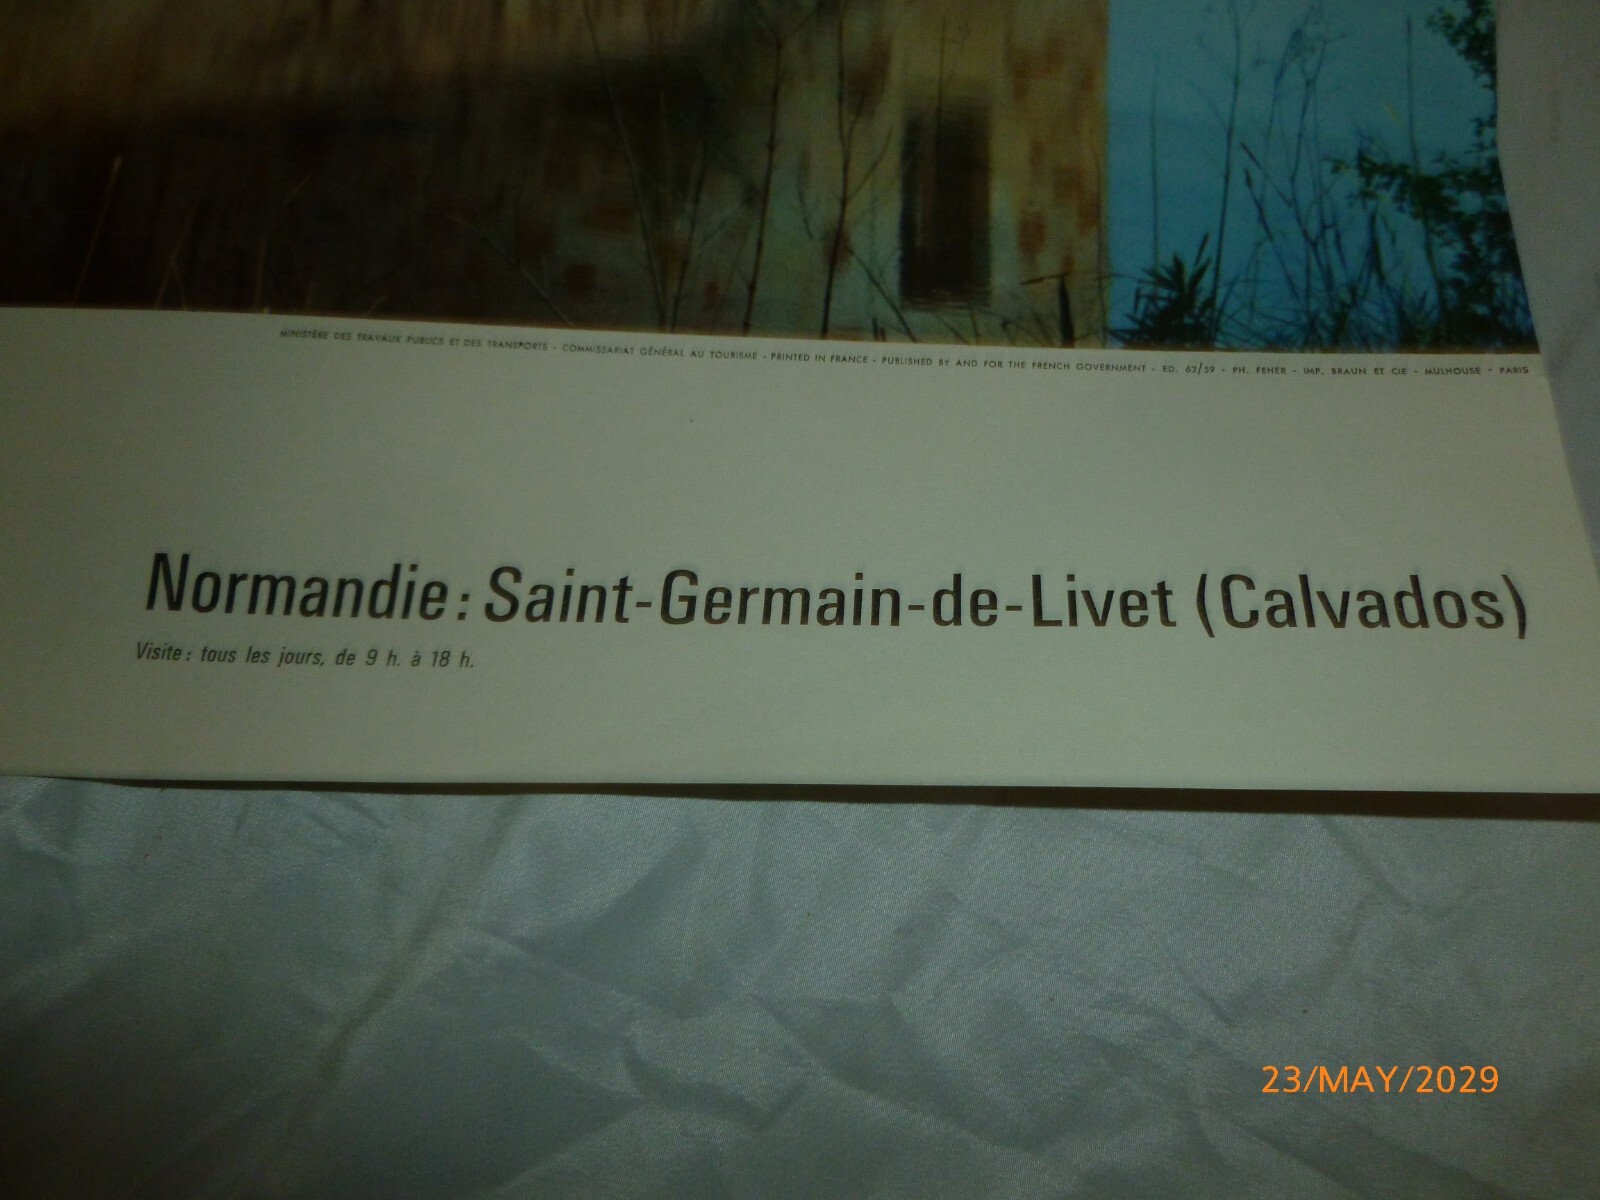 MINISTÈRE DES TRAVAUX PUBLICS ET DES TRANSPORTS - COMMISSARIAT GÉNÉRAL AU TOURISME - PRINTED IN FRANCE - PUBLISHED BY AND FOR THE FRENCH GOVERNMENT - ED. 62/59 - PH. FEHER - IMP. BRAUN ET CIE - MULHOUSE - PARIS
Normandie : Saint-Germain-de-Livet (Calvados)
Visite : tous les jours, de 9 h. à 18 h.
23/MAY/2029